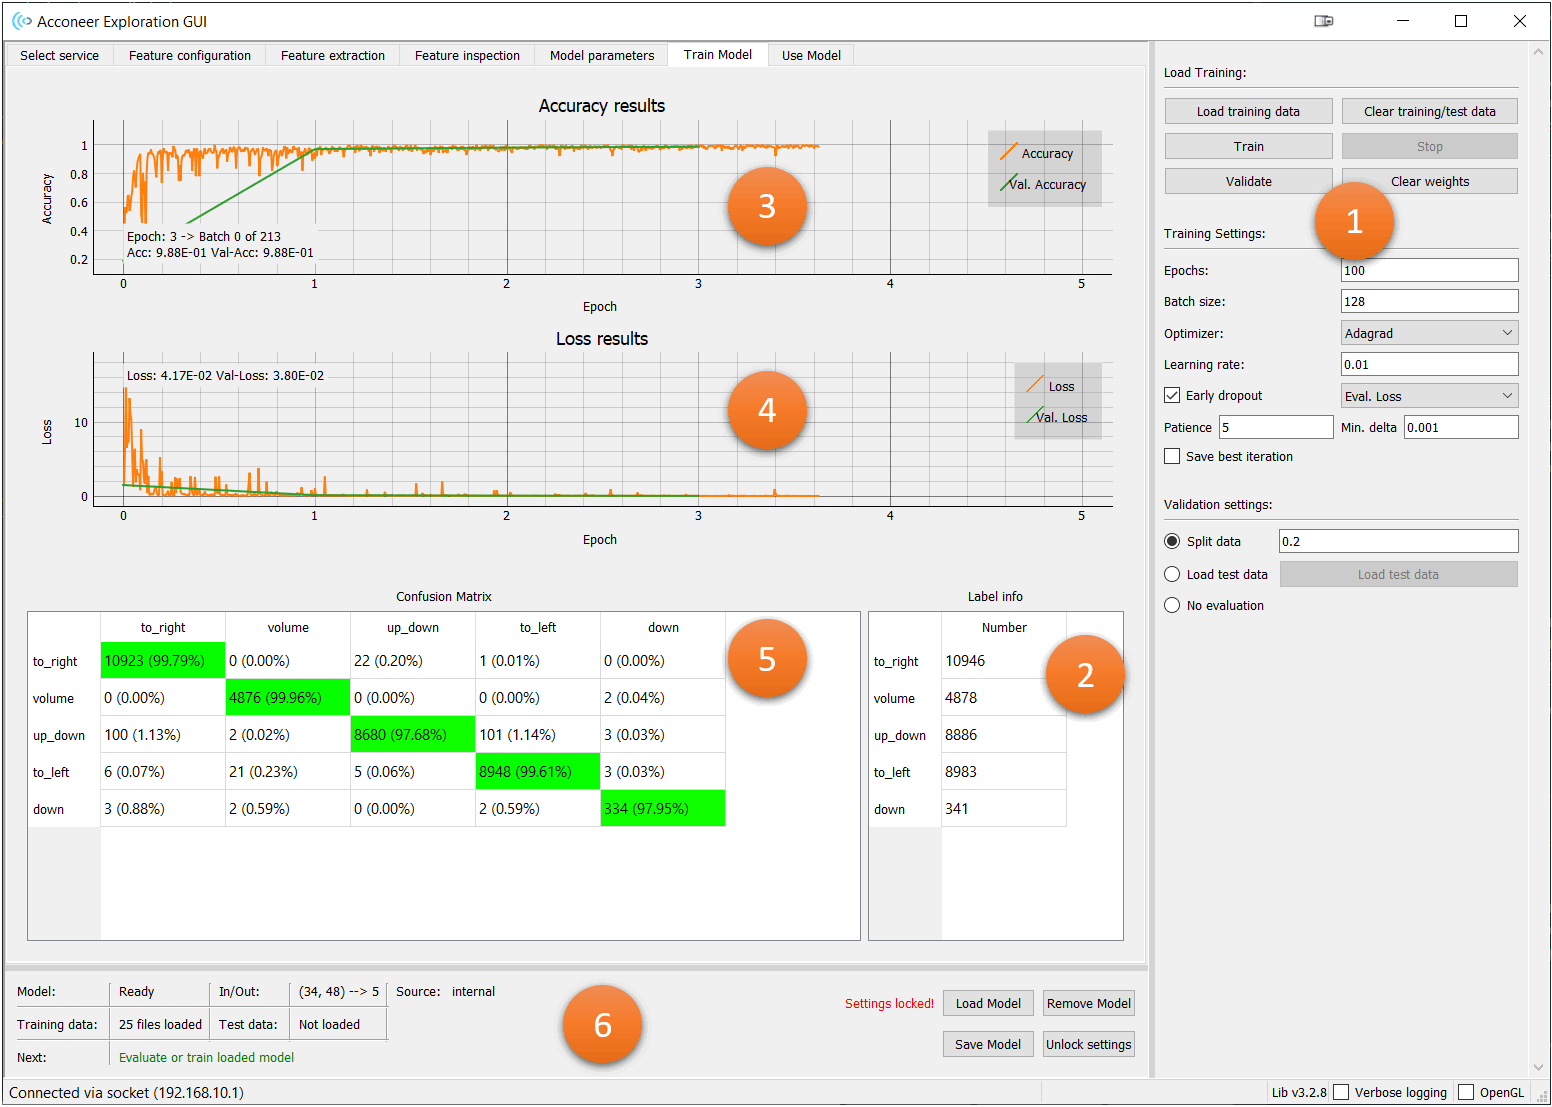 Acconeer Exploration GUI
Select service
Feature configuration
Feature extraction
Feature inspection
Model parameters
Train Model
Use Model
Accuracy results
Accuracy
1
0.8
0.6
0.4
0.2
Accuracy
Val. Accuracy
3
Epoch: 3 -> Batch 0 of 213
Acc: 9.88E-01 Val-Acc: 9.88E-01
0 1 2 3 4 5
Epoch
Loss results
Loss
10
0
Loss: 4.17E-02 Val-Loss: 3.80E-02
Loss
Val. Loss
4
0 1 2 3 4 5
Epoch
Confusion Matrix
to_right volume up_down to_left down
to_right 10923 (99.79%) 0 (0.00%) 22 (0.20%) 1 (0.01%) 0 (0.00%)
volume 0 (0.00%) 4876 (99.96%) 0 (0.00%) 0 (0.00%) 2 (0.04%)
up_down 100 (1.13%) 2 (0.02%) 8680 (97.68%) 101 (1.14%) 3 (0.03%)
to_left 6 (0.07%) 21 (0.23%) 5 (0.06%) 8948 (99.61%) 3 (0.03%)
down 3 (0.88%) 2 (0.59%) 0 (0.00%) 2 (0.59%) 334 (97.95%)
5
Label info
Number
to_right 10946
volume 4878
up_down 8886
to_left 8983
down 341
2
Model: Ready In/Out: (34, 48) --> 5 Source: internal
Training data: 25 files loaded Test data: Not loaded
Next: Evaluate or train loaded model
6
Settings locked! Load Model Remove Model
Save Model Unlock settings
Load Training:
Load training data Clear training/test data
Train Stop
Validate Clear weights
1
Training Settings:
Epochs: 100
Batch size: 128
Optimizer: Adagrad
Learning rate: 0.01
Early dropout Eval. Loss
Patience 5 Min. delta 0.001
Save best iteration
Validation settings:
Split data 0.2
Load test data Load test data
No evaluation
Connected via socket (192.168.10.1)
Lib v3.2.8 Verbose logging OpenGL